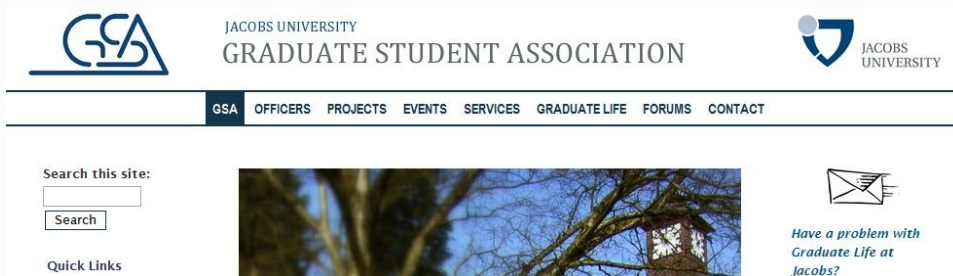 GSA
JACOBS UNIVERSITY
GRADUATE STUDENT ASSOCIATION
JACOBS
UNIVERSITY
GSA OFFICERS PROJECTS EVENTS SERVICES GRADUATE LIFE FORUMS CONTACT
Search this site:
Search
Quick Links
Have a problem with
Graduate Life at
Jacobs?